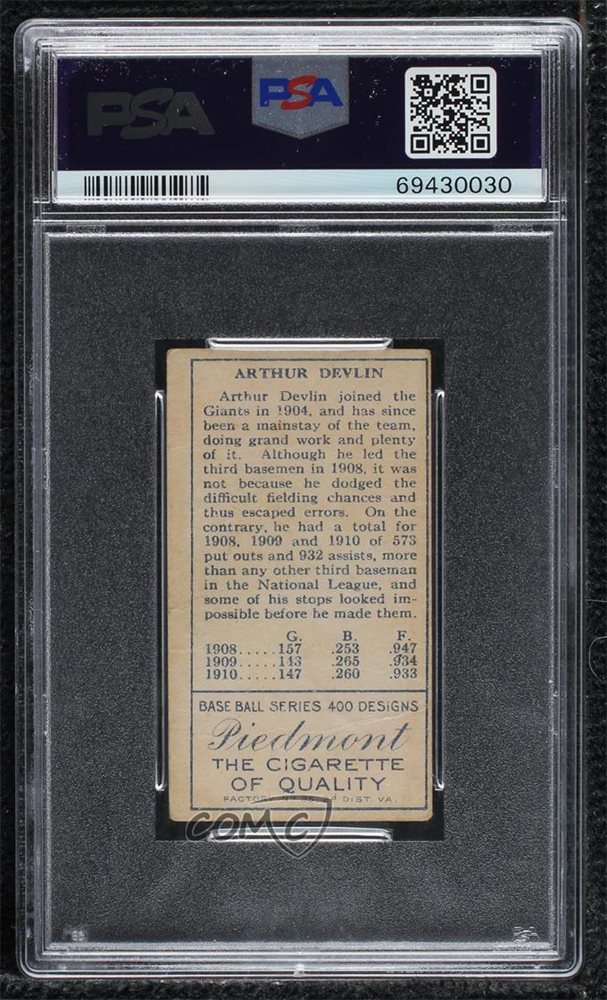 PSA PSA
69430030
ARTHUR DEVLIN
Arthur Devlin joined the
Giants in 1904, and has since
been a mainstay of the team,
doing grand work and plenty
of it. Although he led the
third basemen in 1908, it was
not because he dodged the
difficult fielding chances and
thus escaped errors. On the
contrary, he had a total for
1908, 1909 and 1910 of 573
put outs and 932 assists, more
than any other third baseman
in the National League, and
some of his stops looked im-
possible before he made them.
G. B. F.
1908.....157 .253 .947
1909.....143 .265 .934
1910.....147 .260 .933
BASE BALL SERIES 400 DESIGNS
Piedmont
THE CIGARETTE
OF QUALITY
FACTORY DIST. VA.
COMC
PSA